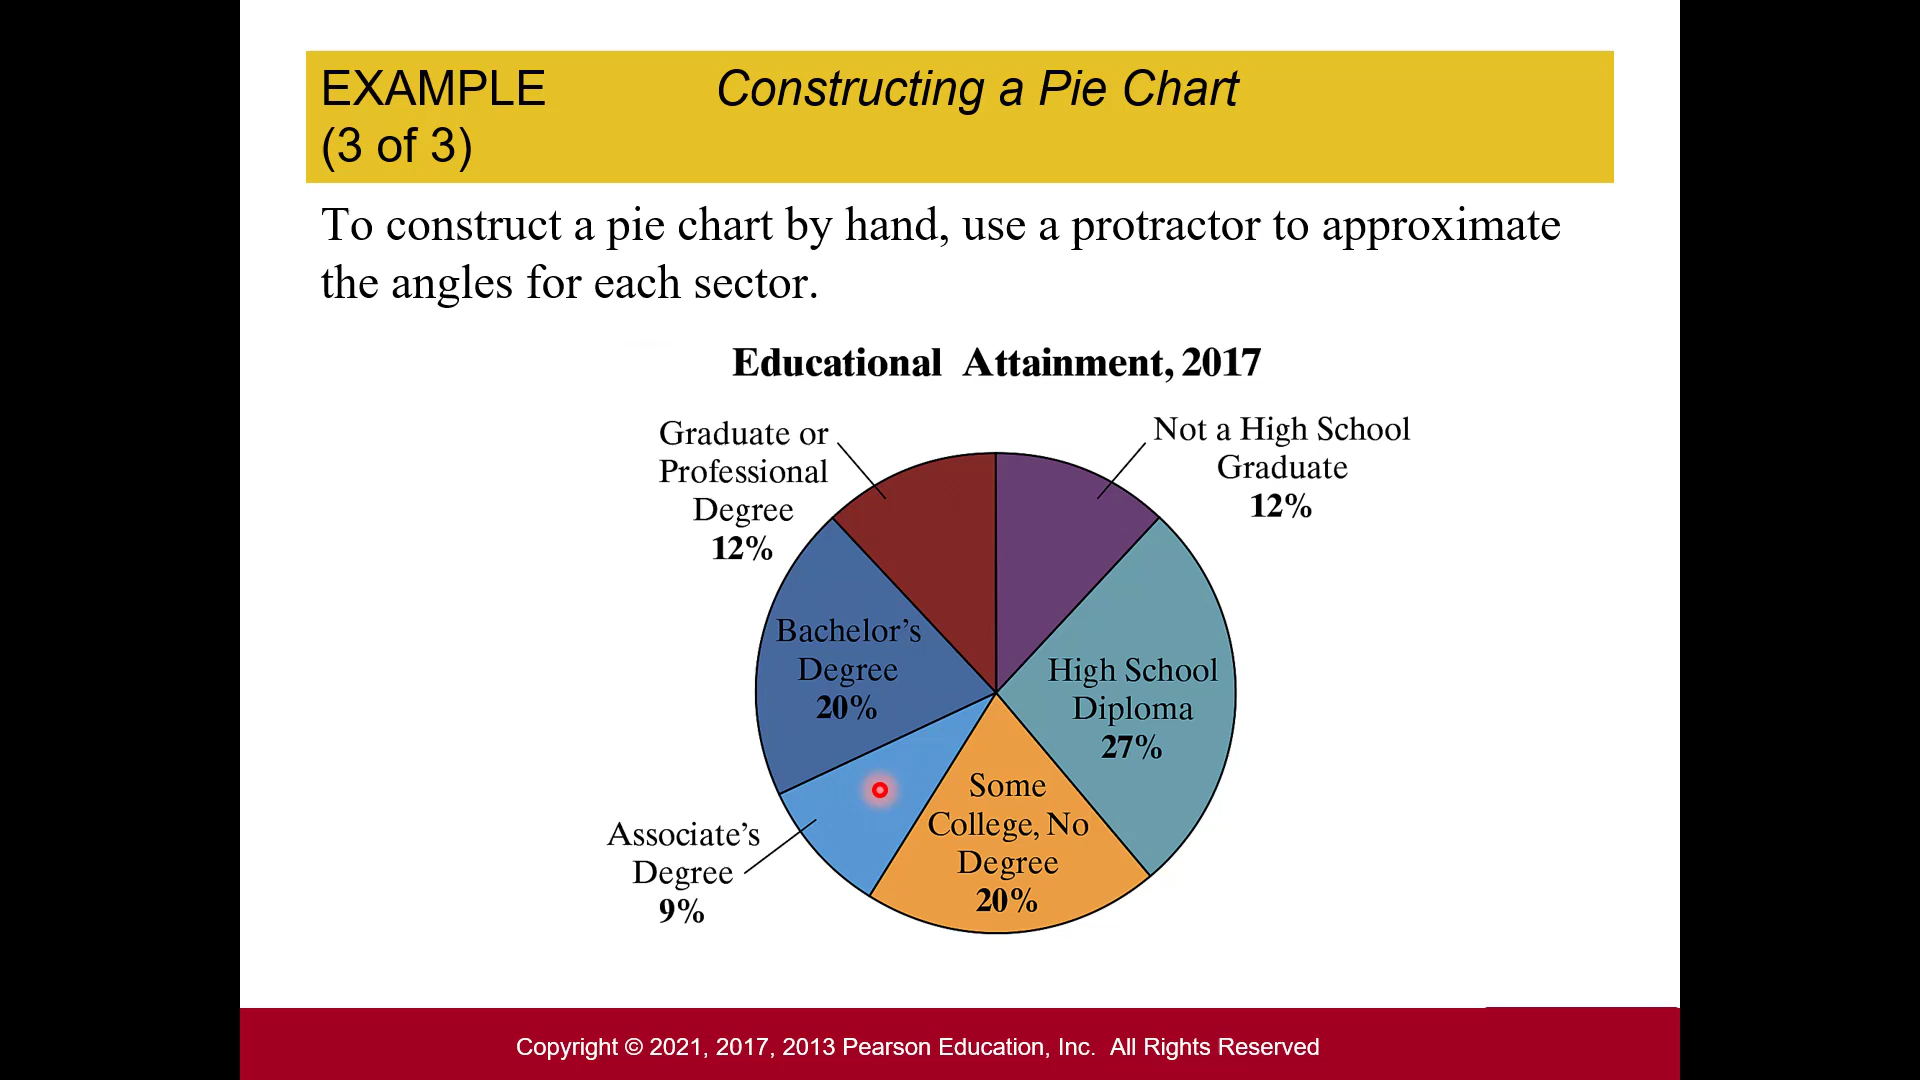 EXAMPLE Constructing a Pie Chart
(3 of 3)
To construct a pie chart by hand, use a protractor to approximate
the angles for each sector.
Educational Attainment, 2017
Graduate or
Professional
Degree
12%
Not a High School
Graduate
12%
Bachelor’s
Degree
20%
High School
Diploma
27%
Some
College, No
Degree
20%
Associate’s
Degree
9%
Copyright © 2021, 2017, 2013 Pearson Education, Inc. All Rights Reserved